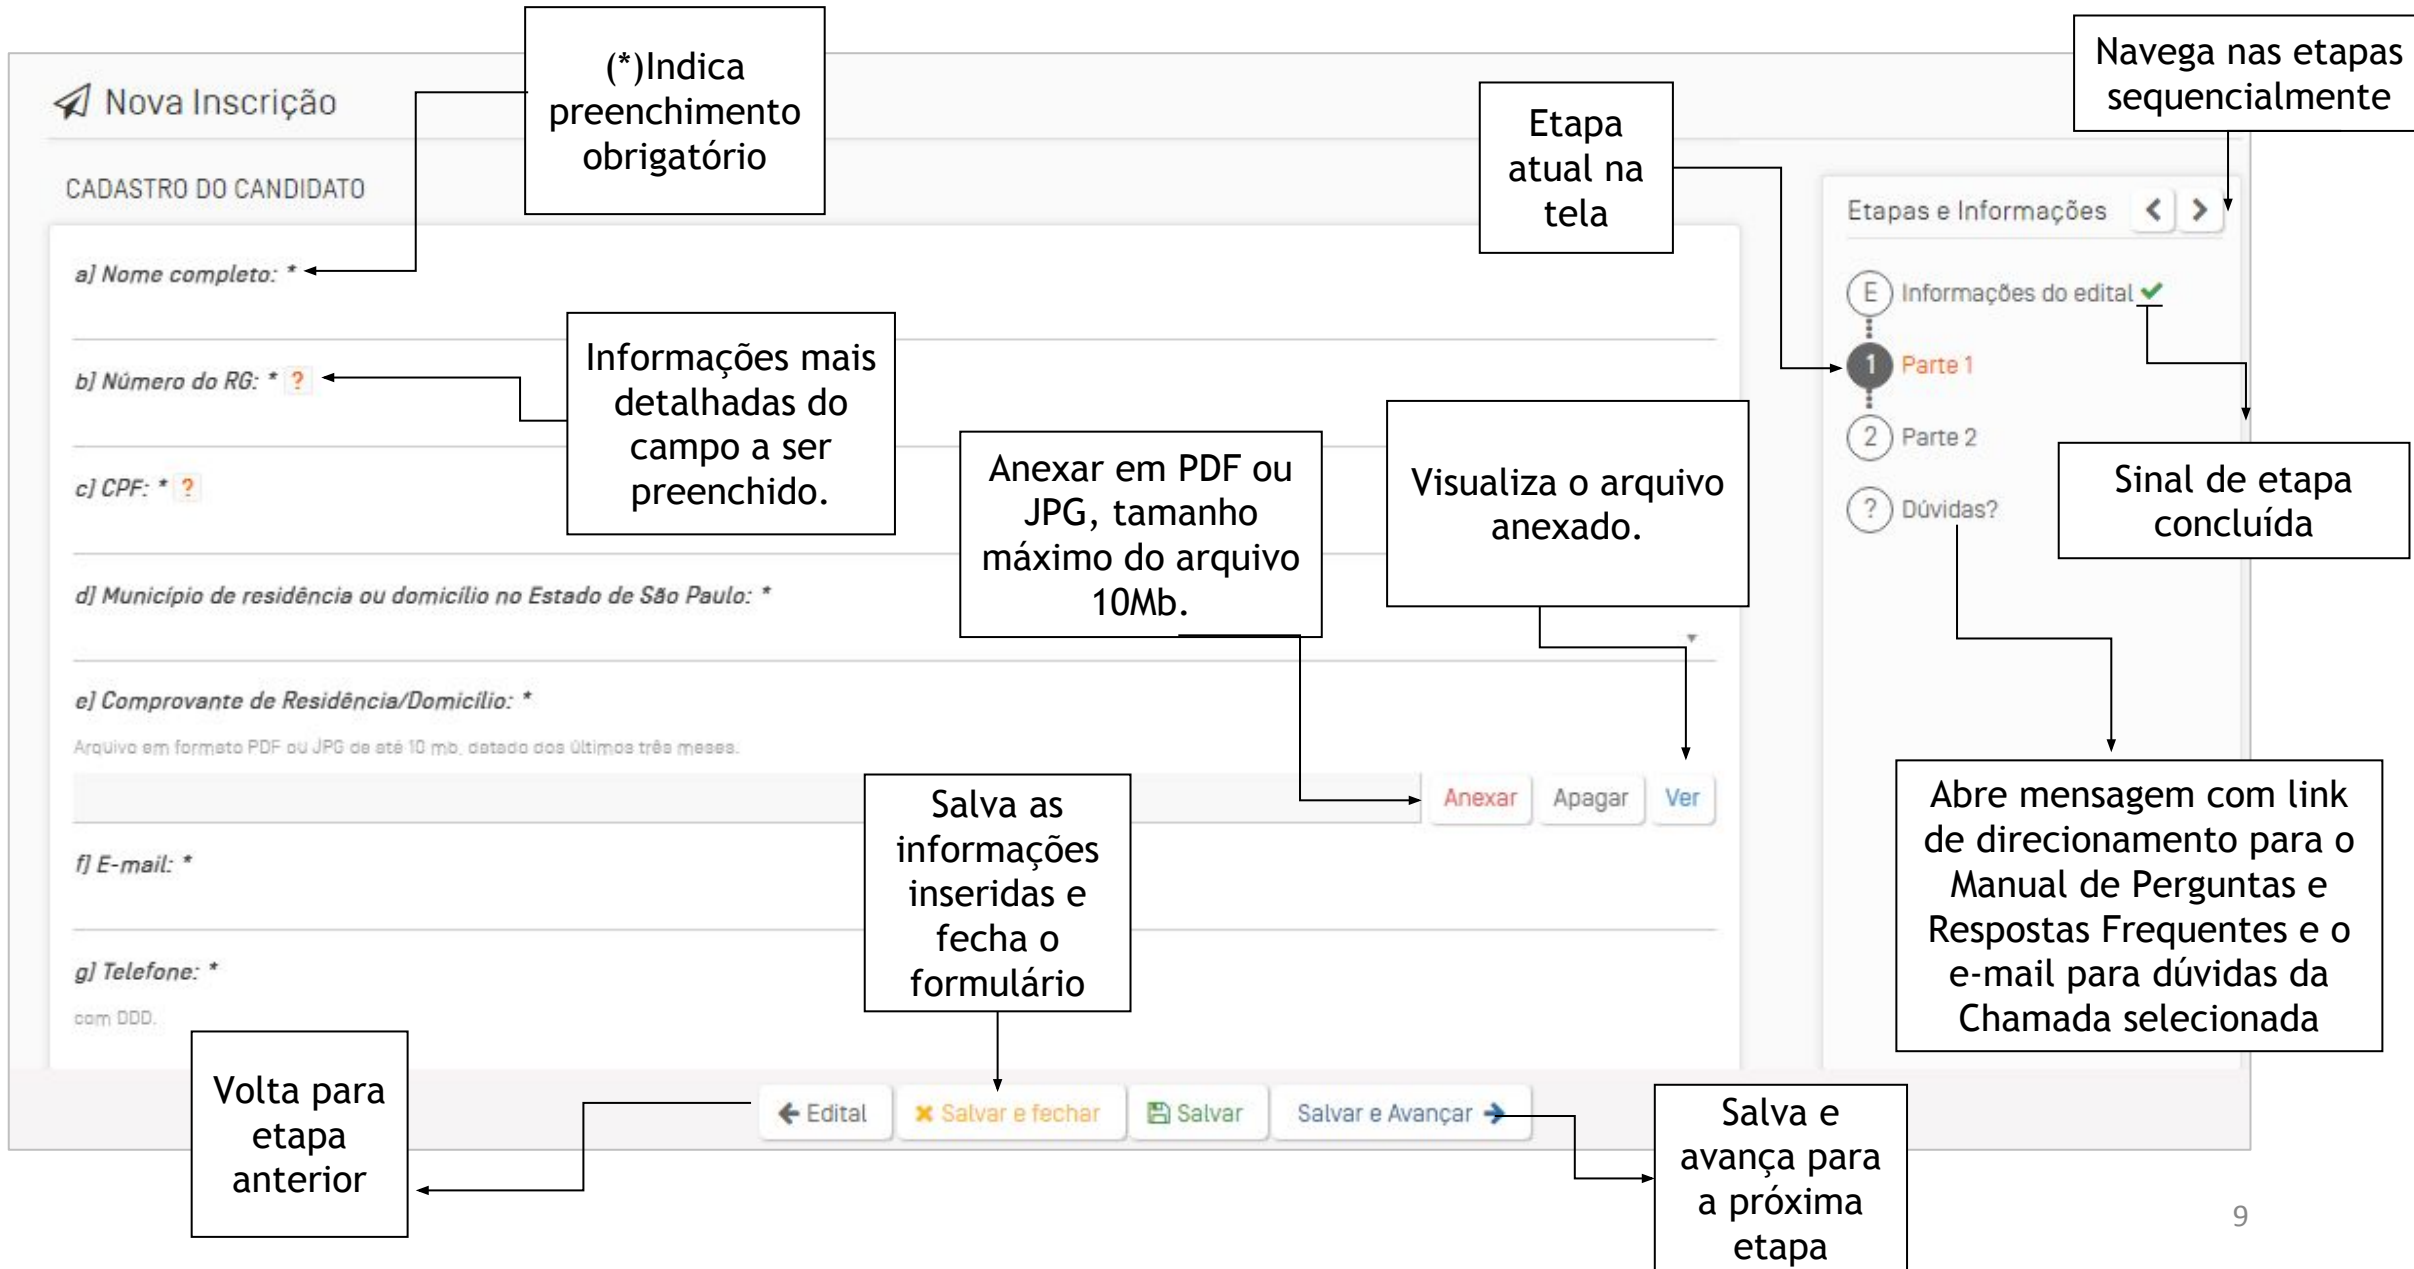 (*)Indica
preenchimento
obrigatório
Navega nas etapas
sequencialmente
Nova Inscrição
Etapa
atual na
tela
CADASTRO DO CANDIDATO
Etapas e Informações
a) Nome completo: *
E Informações do edital
Informações mais
detalhadas do
campo a ser
preenchido.
1 Parte 1
b) Número do RG: * ?
2 Parte 2
Anexar em PDF ou
JPG, tamanho
máximo do arquivo
10Mb.
Visualiza o arquivo
anexado.
Sinal de etapa
concluída
c) CPF: * ?
? Dúvidas?
d) Município de residência ou domicílio no Estado de São Paulo: *
e) Comprovante de Residência/Domicílio: *
Arquivo em formato PDF ou JPG de até 10 mb, datado dos últimos três meses.
Anexar Apagar Ver
Salva as
informações
inseridas e
fecha o
formulário
Abre mensagem com link
de direcionamento para o
Manual de Perguntas e
Respostas Frequentes e o
e-mail para dúvidas da
Chamada selecionada
f) E-mail: *
g) Telefone: *
com DDD.
Volta para
etapa
anterior
Edital Salvar e fechar Salvar Salvar e Avançar
Salva e
avança para
a próxima
etapa
9